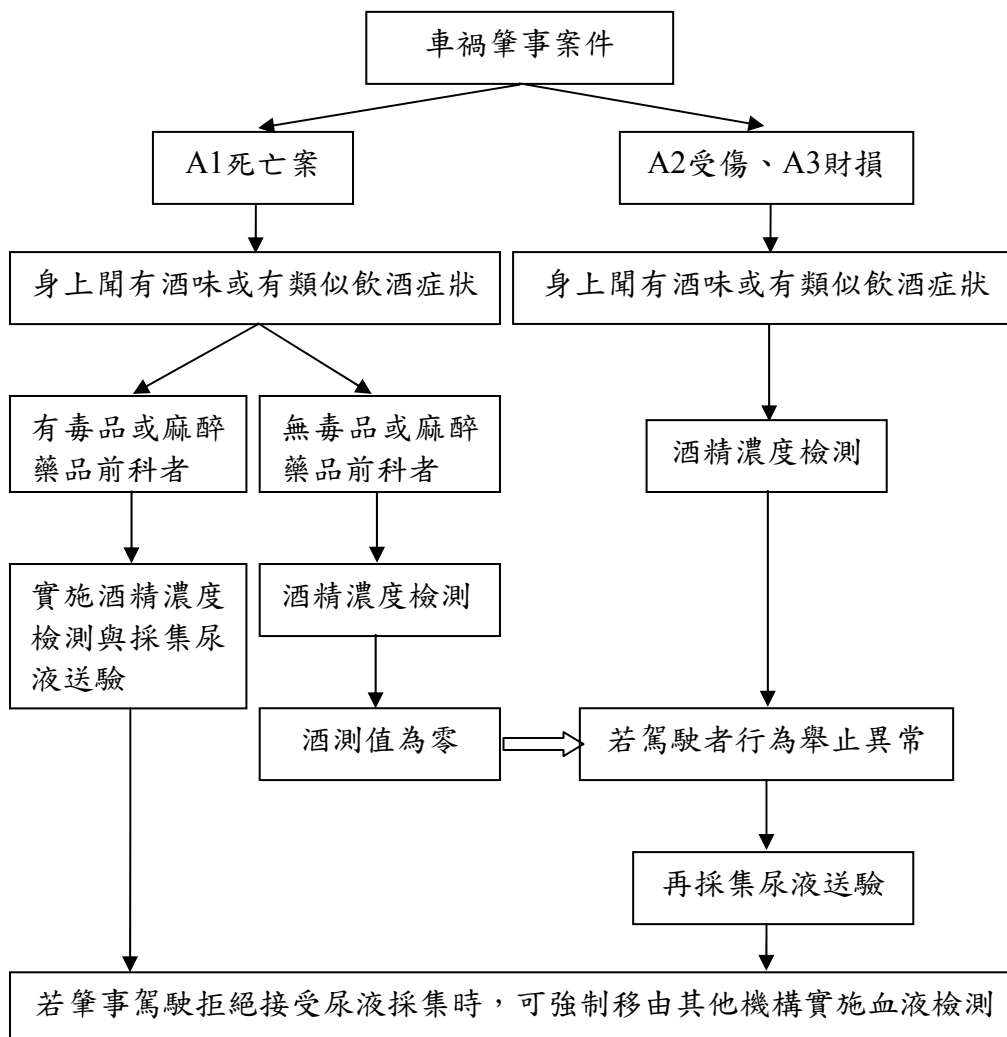 車禍肇事案件
A1死亡案
A2受傷、A3財損
身上聞有酒味或有類似飲酒症狀
身上聞有酒味或有類似飲酒症狀
有毒品或麻醉
藥品前科者
無毒品或麻醉
藥品前科者
酒精濃度檢測
實施酒精濃度
檢測與採集尿
液送驗
酒精濃度檢測
酒測值為零
若駕駛者行為舉止異常
再採集尿液送驗
若肇事駕駛拒絕接受尿液採集時，可強制移由其他機構實施血液檢測